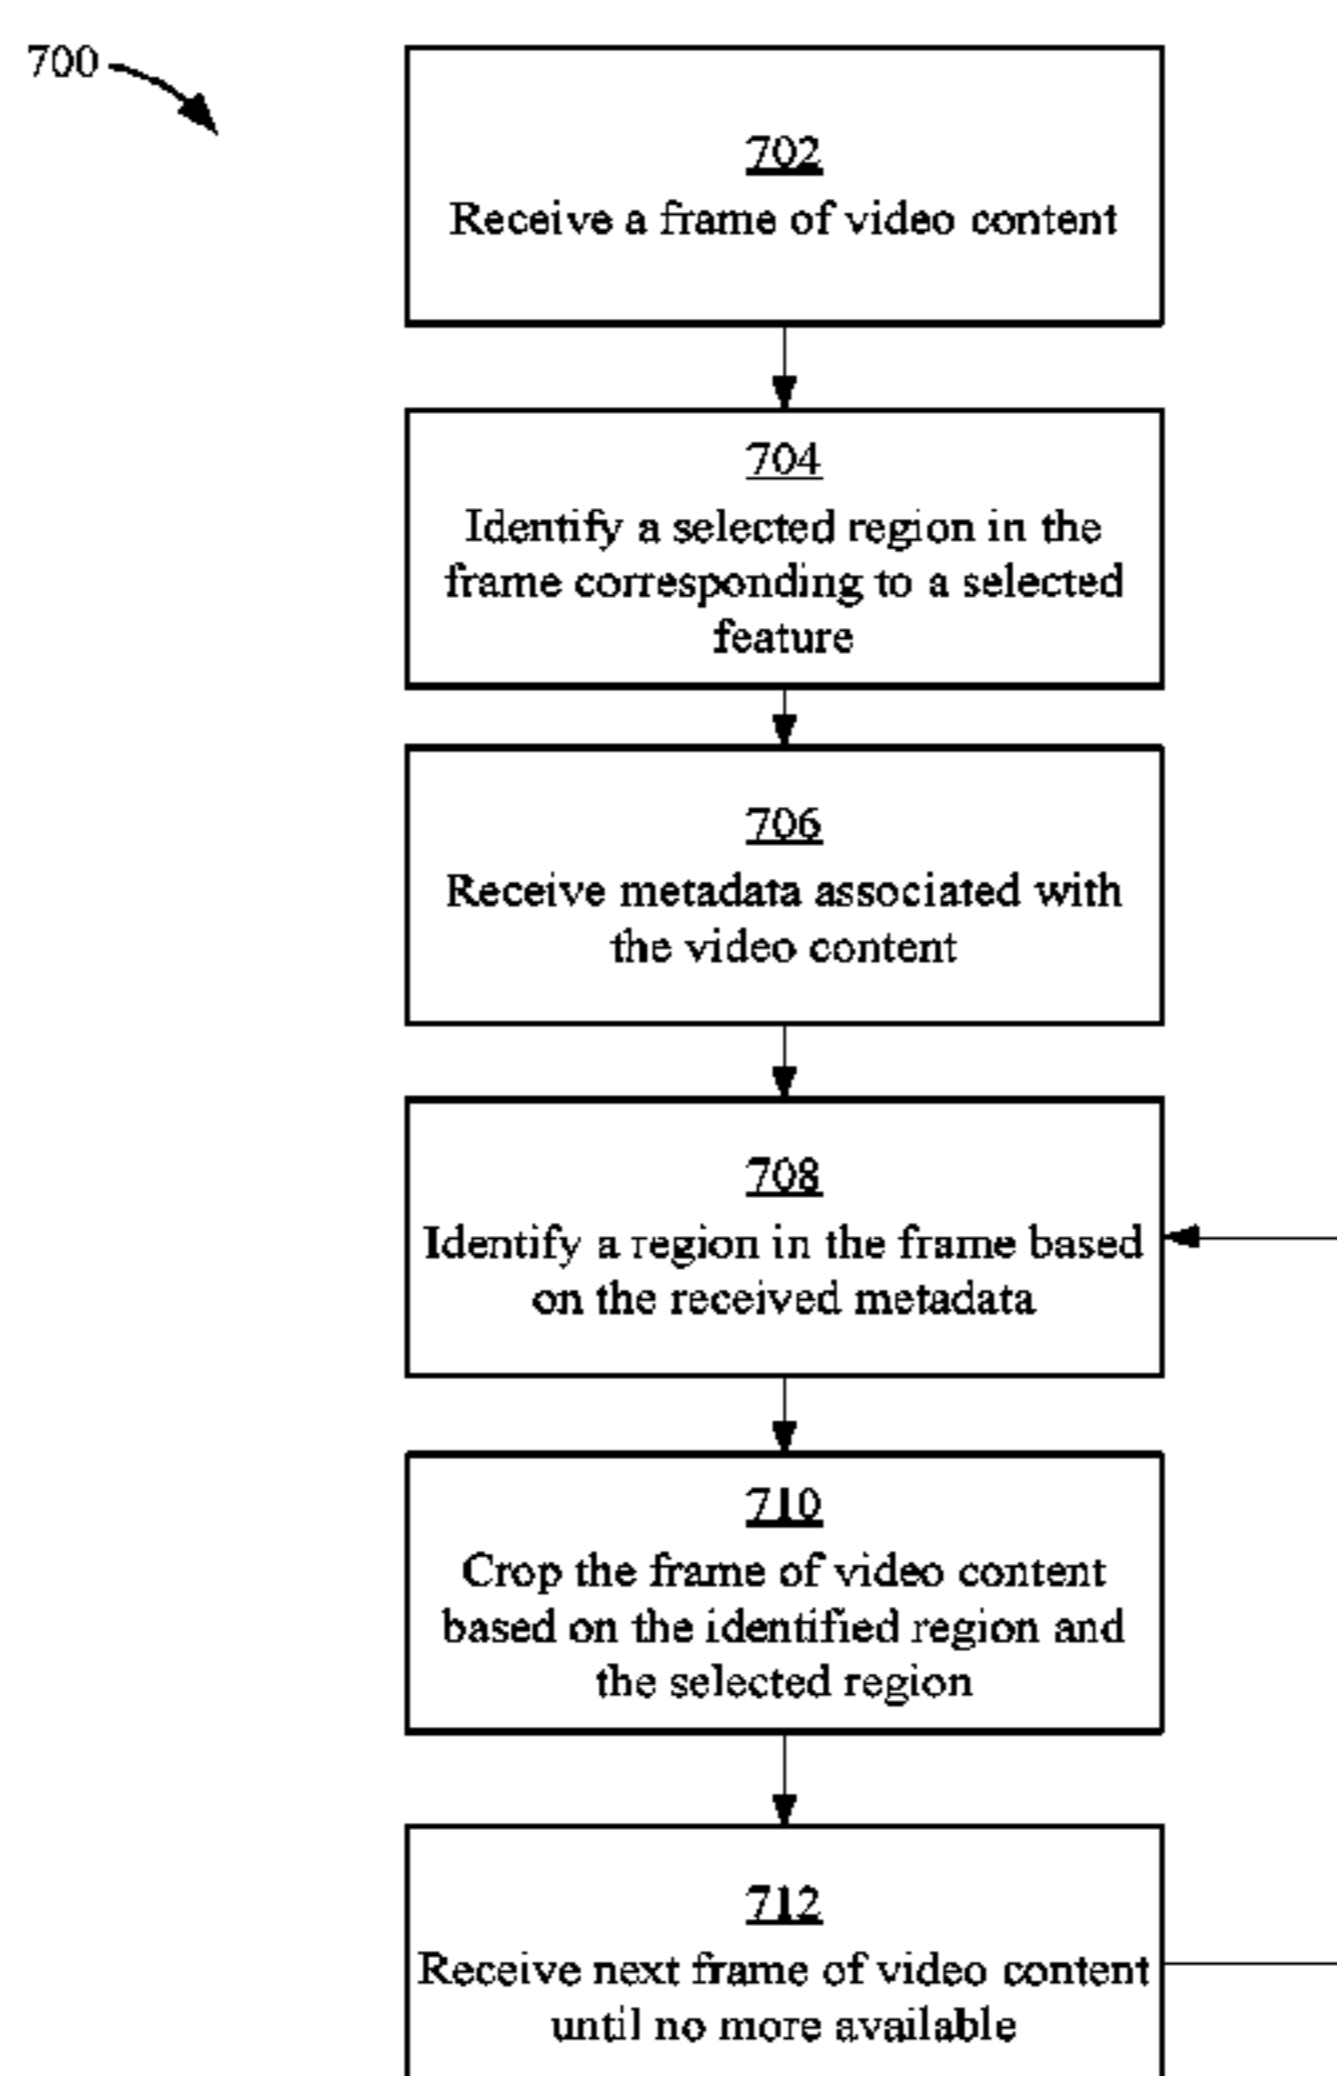 700
702
Receive a frame of video content
704
Identify a selected region in the
frame corresponding to a selected
feature
706
Receive metadata associated with
the video content
708
Identify a region in the frame based
on the received metadata
710
Crop the frame of video content
based on the identified region and
the selected region
712
Receive next frame of video content
until no more available